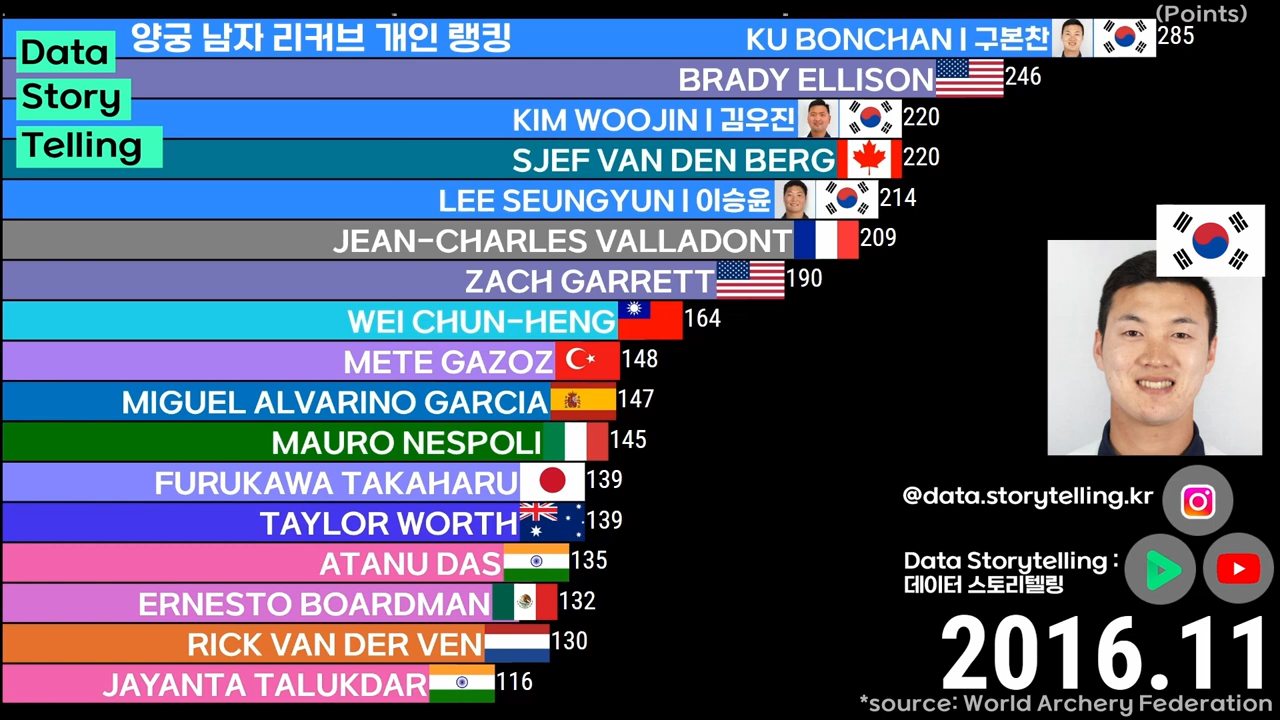 (Points)
Data
Story
Telling
양궁 남자 리커브 개인 랭킹
KU BONCHAN | 구본찬 285
BRADY ELLISON 246
KIM WOOJIN | 김우진 220
SJEF VAN DEN BERG 220
LEE SEUNGYUN | 이승윤 214
JEAN-CHARLES VALLADONT 209
ZACH GARRETT 190
WEI CHUN-HENG 164
METE GAZOZ 148
MIGUEL ALVARINO GARCIA 147
MAURO NESPOLI 145
FURUKAWA TAKAHARU 139
TAYLOR WORTH 139
ATANU DAS 135
ERNESTO BOARDMAN 132
RICK VAN DER VEN 130
JAYANTA TALUKDAR 116
@data.storytelling.kr
Data Storytelling :
데이터 스토리텔링
2016.11
*source: World Archery Federation